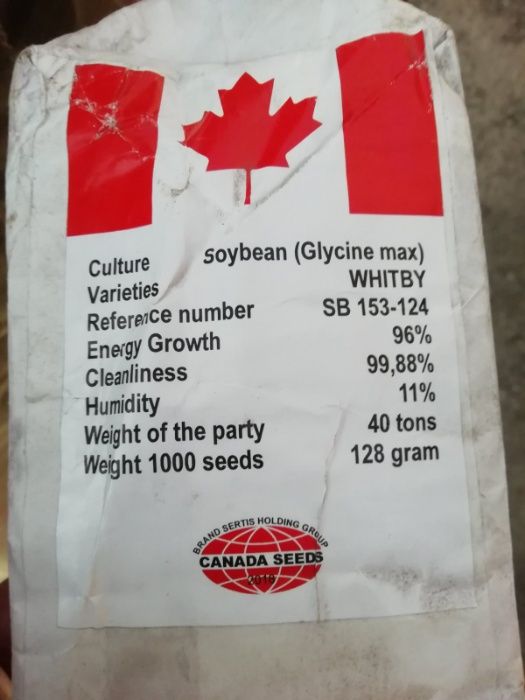 Culture soybean (Glycine max)
Varieties WHITBY
Reference number SB 153-124
Energy Growth 96%
Cleanliness 99,88%
Humidity 11%
Weight of the party 40 tons
Weight 1000 seeds 128 gram
BRAND SERTIS HOLDING GROUP
CANADA SEEDS
2018